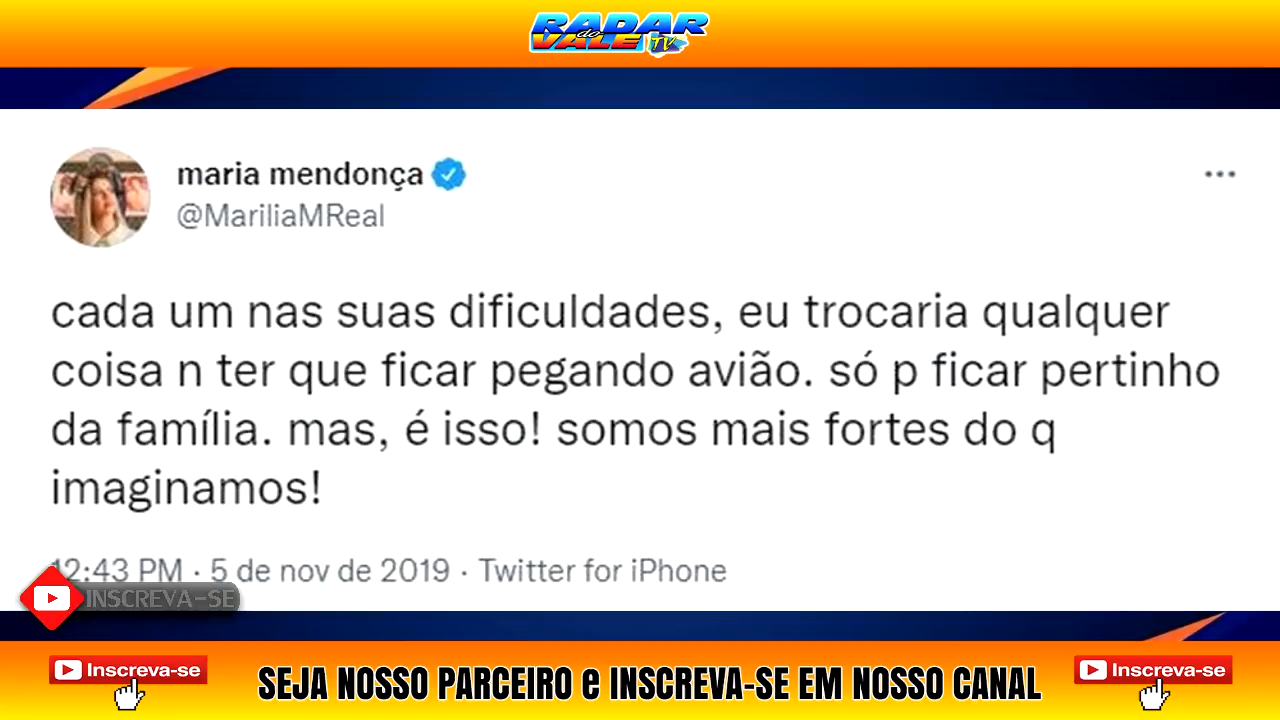 RADAR
do
VALE TV
maria mendonça
@MariliaMReal
cada um nas suas dificuldades, eu trocaria qualquer
coisa n ter que ficar pegando avião. só p ficar pertinho
da família. mas, é isso! somos mais fortes do q
imaginamos!
12:43 PM · 5 de nov de 2019 · Twitter for iPhone
INSCREVA-SE
Inscreva-se
SEJA NOSSO PARCEIRO e INSCREVA-SE EM NOSSO CANAL
Inscreva-se